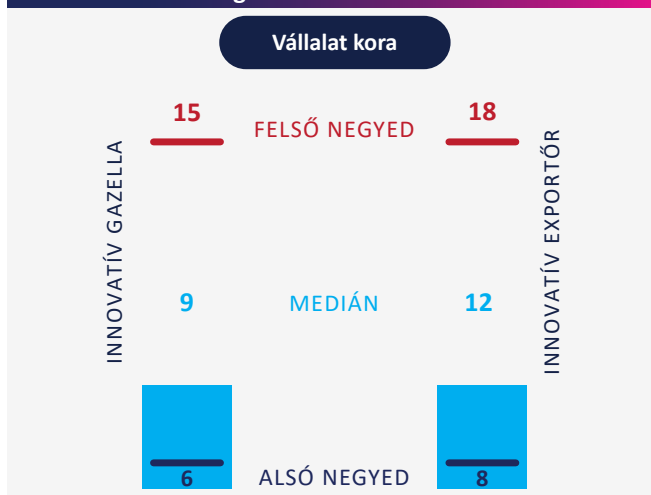 Vállalat kora
15 FELSŐ NEGYED 18
INNOVATÍV GAZELLA
INNOVATÍV EXPORTŐR
9 MEDIÁN 12
6 ALSÓ NEGYED 8